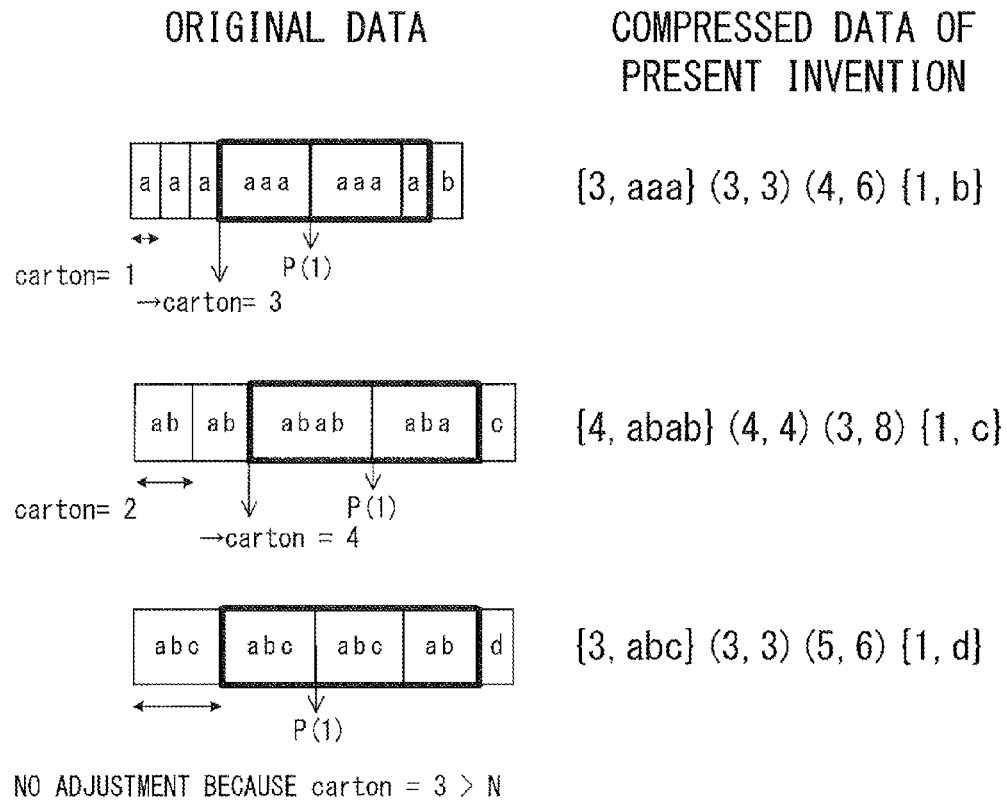 ORIGINAL DATA
COMPRESSED DATA OF
PRESENT INVENTION
a a a aaa aaa a b
{3, aaa} (3, 3) (4, 6) {1, b}
P(1)
carton= 1
→carton= 3
ab ab abab aba c
{4, abab} (4, 4) (3, 8) {1, c}
P(1)
carton= 2
→carton = 4
abc abc abc ab d
{3, abc} (3, 3) (5, 6) {1, d}
P(1)
NO ADJUSTMENT BECAUSE carton = 3 > N